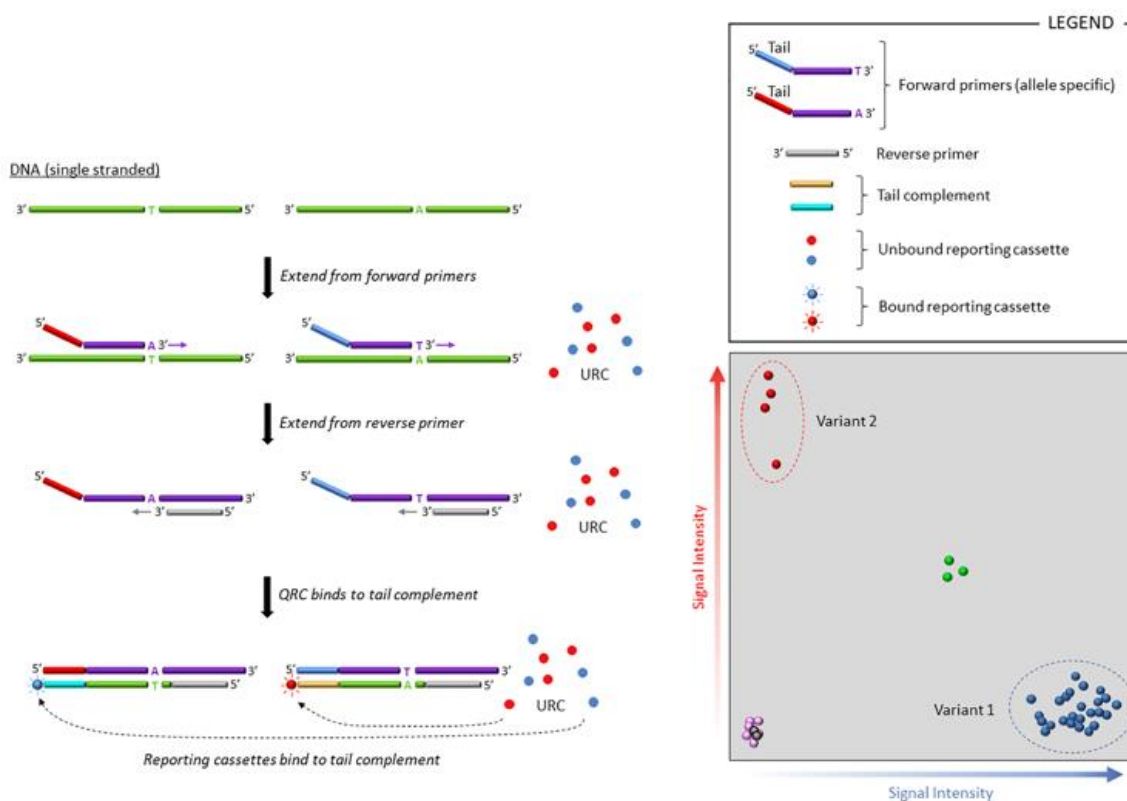 LEGEND
5’ Tail
T 3’
5’ Tail
A 3’
Forward primers (allele specific)
3’ 5’ Reverse primer
Tail complement
Unbound reporting cassette
Bound reporting cassette
DNA (single stranded)
3’ T 5’
3’ A 5’
Extend from forward primers
5’
A 3’
3’ T 5’
5’
T 3’
3’ A 5’
URC
Extend from reverse primer
5’
A 3’
3’ 5’
5’
T 3’
3’ 5’
URC
QRC binds to tail complement
5’ A 3’
T 5’
5’ T 3’
A 5’
URC
Reporting cassettes bind to tail complement
Variant 2
Variant 1
Signal Intensity
Signal Intensity